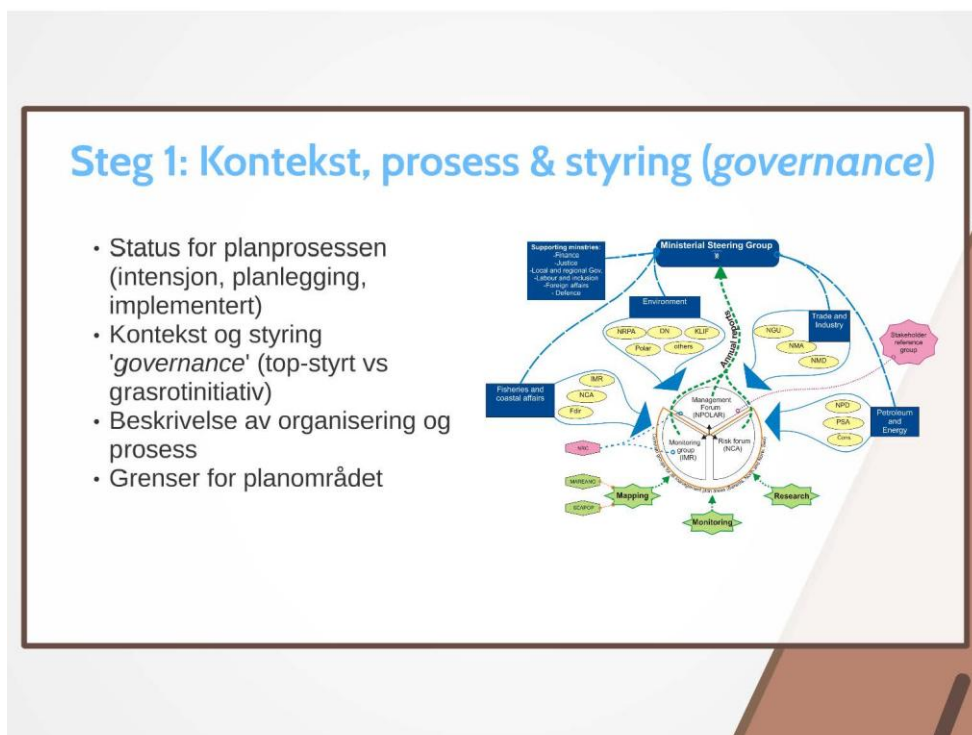 Steg 1: Kontekst, prosess & styring (governance)
• Status for planprosessen
(intensjon, planlegging,
implementert)
• Kontekst og styring
'governance' (top-styrt vs
grasrotinitiativ)
• Beskrivelse av organisering og
prosess
• Grenser for planområdet
Supporting ministries:
-Finance
-Justice
-Local and regional Gov.
-Labour and inclusion
-Foreign affairs
- Defence
Ministerial Steering Group
Environment
NRPA
DN
KLIF
Polar
others
Annual reports
NGU
NMA
NMD
Trade and
Industry
Stakeholder
reference
group
Fisheries and
coastal affairs
IMR
NCA
Fdir
Management
Forum
(NPOLAR)
Monitoring
group
(IMR)
Risk forum
(NCA)
NPD
PSA
Petroleum
and
Energy
MAREANO
SEAPOP
Mapping
Monitoring
Research